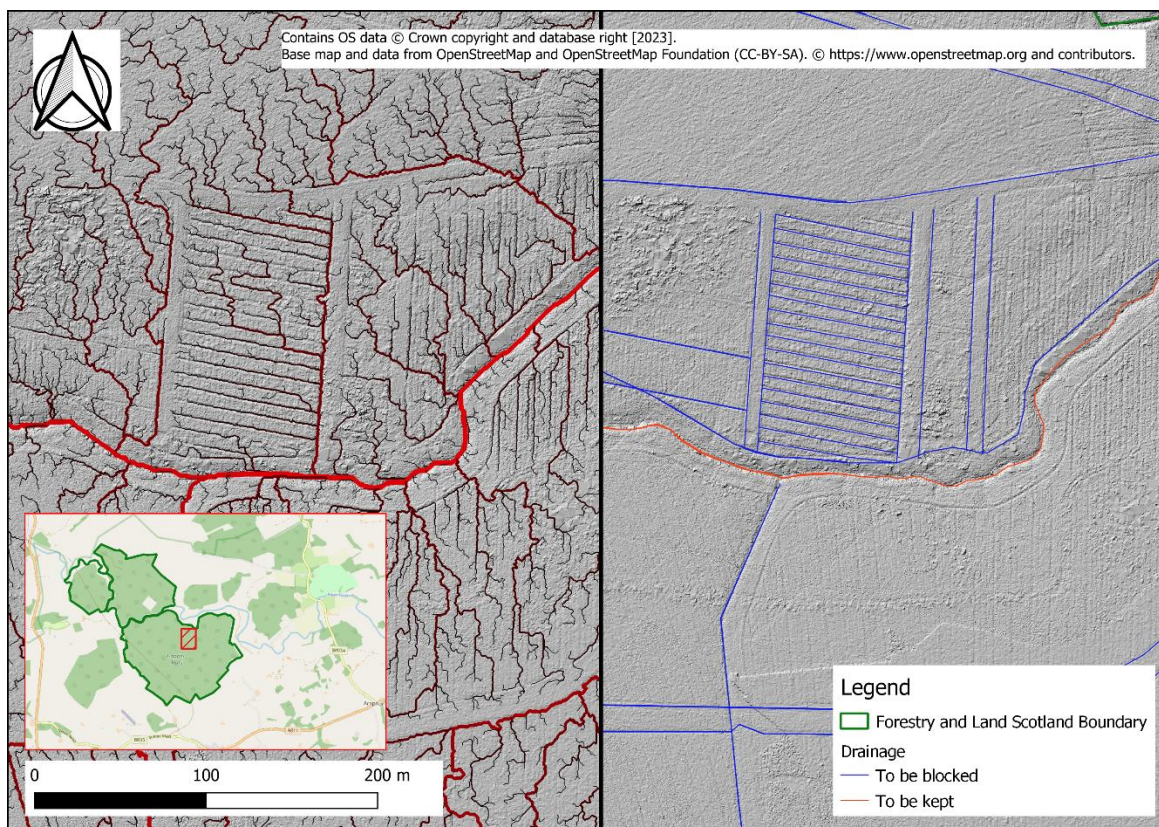 Contains OS data © Crown copyright and database right [2023].
Base map and data from OpenStreetMap and OpenStreetMap Foundation (CC-BY-SA). © https://www.openstreetmap.org and contributors.
0
100
200 m
Legend
Forestry and Land Scotland Boundary
Drainage
To be blocked
To be kept